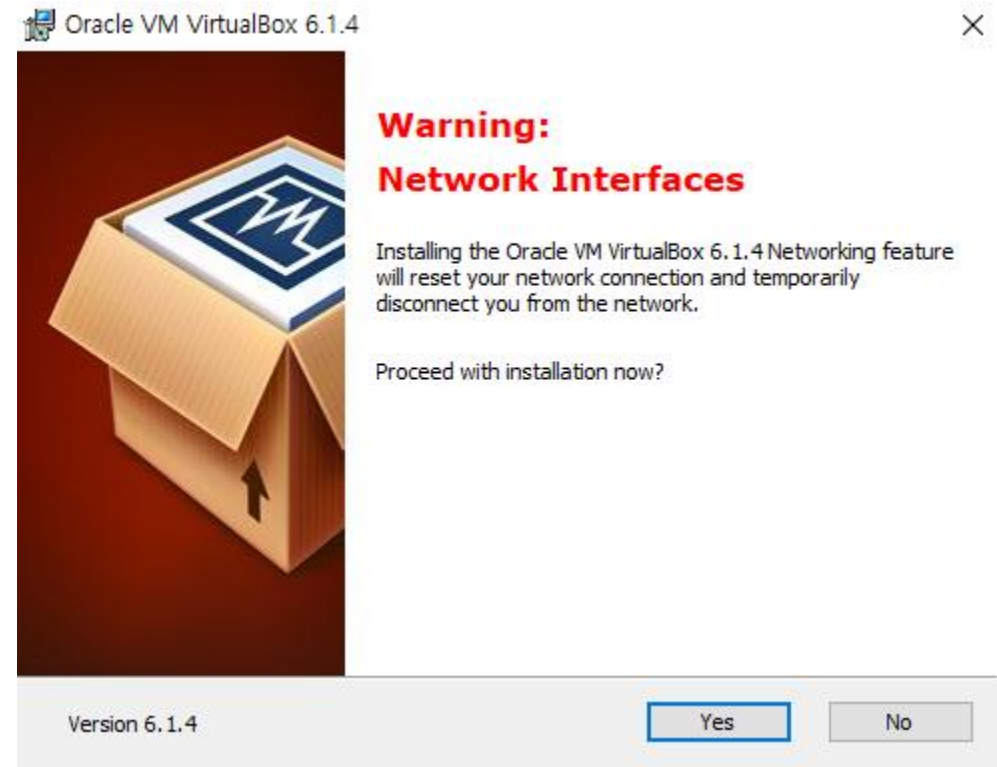 Oracle VM VirtualBox 6.1.4
Warning:
Network Interfaces
Installing the Oracle VM VirtualBox 6.1.4 Networking feature
will reset your network connection and temporarily
disconnect you from the network.
Proceed with installation now?
Version 6.1.4
Yes
No